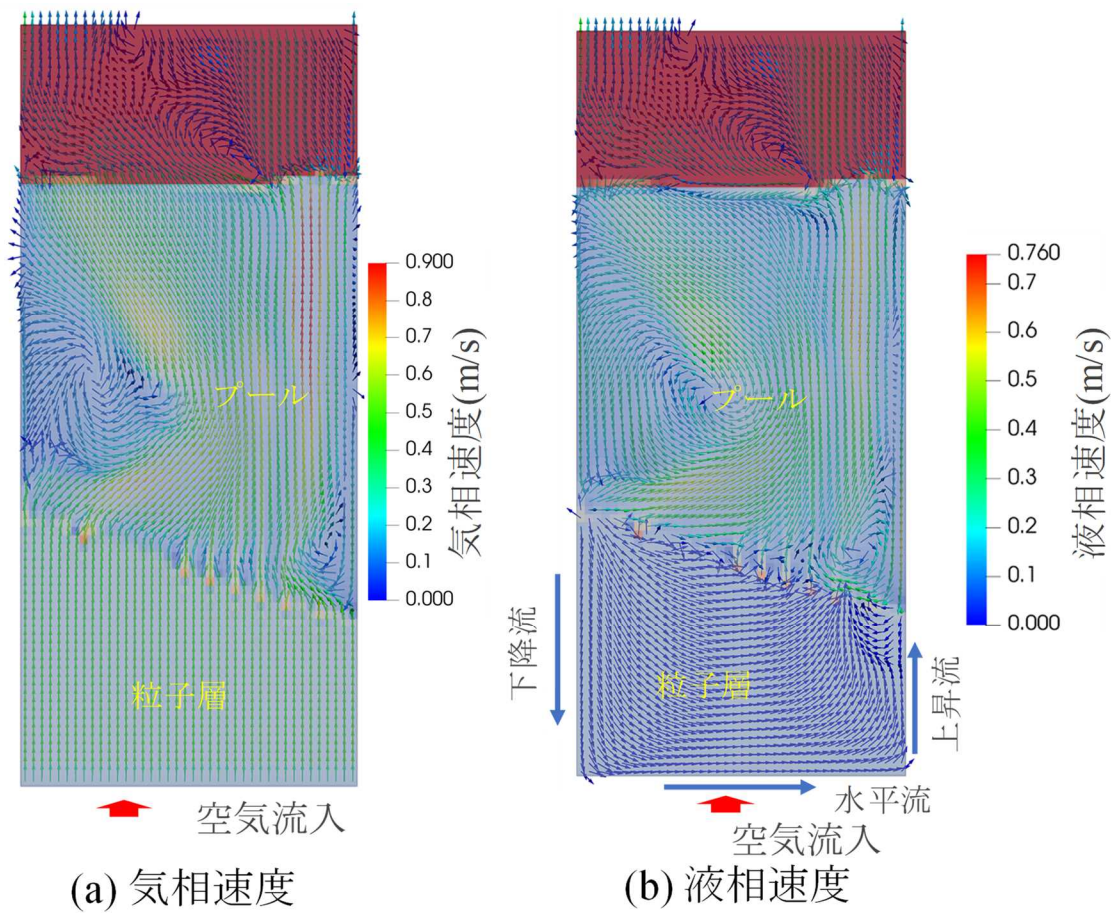 0.900
0.8
0.7
0.6
0.5
0.4
0.3
0.2
0.1
0.000
気相速度(m/s)
プール
粒子層
空気流入
(a) 気相速度
0.760
0.7
0.6
0.5
0.4
0.3
0.2
0.1
0.000
液相速度(m/s)
プール
下降流
粒子層
上昇流
水平流
空気流入
(b) 液相速度